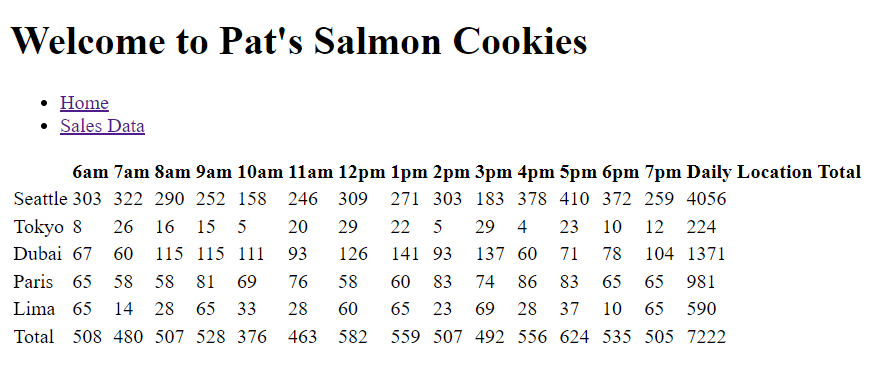 Welcome to Pat's Salmon Cookies
Home
Sales Data
6am 7am 8am 9am 10am 11am 12pm 1pm 2pm 3pm 4pm 5pm 6pm 7pm Daily Location Total
Seattle 303 322 290 252 158 246 309 271 303 183 378 410 372 259 4056
Tokyo 8 26 16 15 5 20 29 22 5 29 4 23 10 12 224
Dubai 67 60 115 115 111 93 126 141 93 137 60 71 78 104 1371
Paris 65 58 58 81 69 76 58 60 83 74 86 83 65 65 981
Lima 65 14 28 65 33 28 60 65 23 69 28 37 10 65 590
Total 508 480 507 528 376 463 582 559 507 492 556 624 535 505 7222